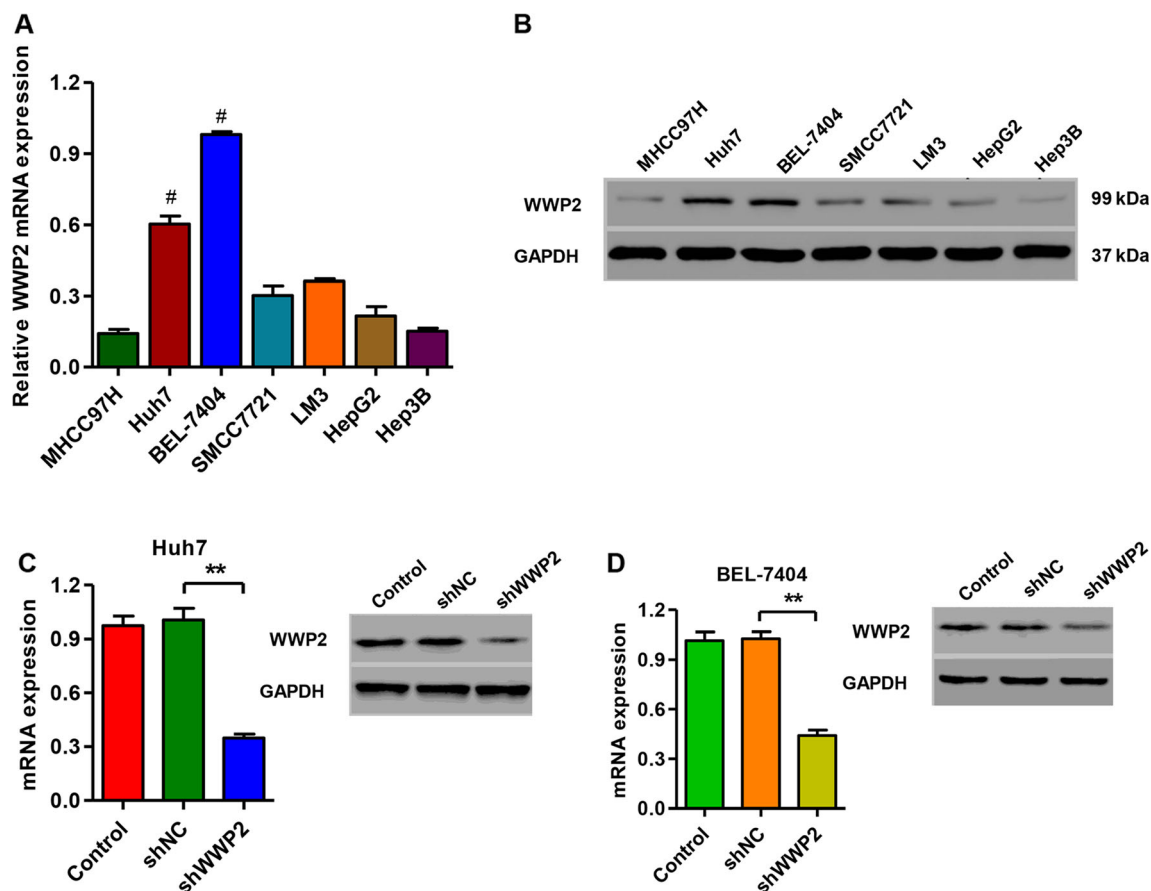 A
Relative WWP2 mRNA expression
1.2
0.9
0.6
0.3
0.0
#
#
MHCC97H
Huh7
BEL-7404
SMCC7721
LM3
HepG2
Hep3B
B
MHCC97H
Huh7
BEL-7404
SMCC7721
LM3
HepG2
Hep3B
WWP2
99 kDa
GAPDH
37 kDa
C
Huh7
mRNA expression
1.2
0.9
0.6
0.3
0.0
**
Control
shNC
shWWP2
Control
shNC
shWWP2
WWP2
GAPDH
D
BEL-7404
mRNA expression
1.2
0.9
0.6
0.3
0.0
**
Control
shNC
shWWP2
Control
shNC
shWWP2
WWP2
GAPDH